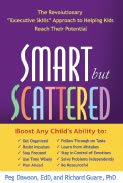 The Revolutionary
"Executive Skills" Approach to Helping Kids
Reach Their Potential
SMART
but
SCATTERED
Boost Any Child's Ability to:
✓ Get Organized
✓ Resist Impulses
✓ Stay Focused
✓ Use Time Wisely
✓ Plan Ahead
✓ Follow Through on Tasks
✓ Learn from Mistakes
✓ Stay in Control of Emotions
✓ Solve Problems Independently
✓ Be Resourceful
Peg Dawson, EdD, and Richard Guare, PhD